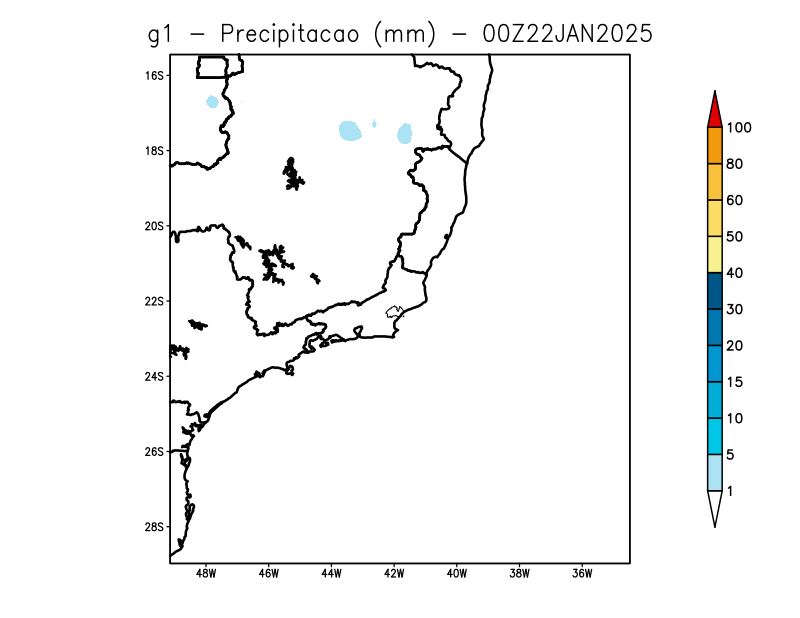 g1 – Precipitacao (mm) – 00Z22JAN2025
16S
18S
20S
22S
24S
26S
28S
48W 46W 44W 42W 40W 38W 36W
100
80
60
50
40
30
20
15
10
5
1